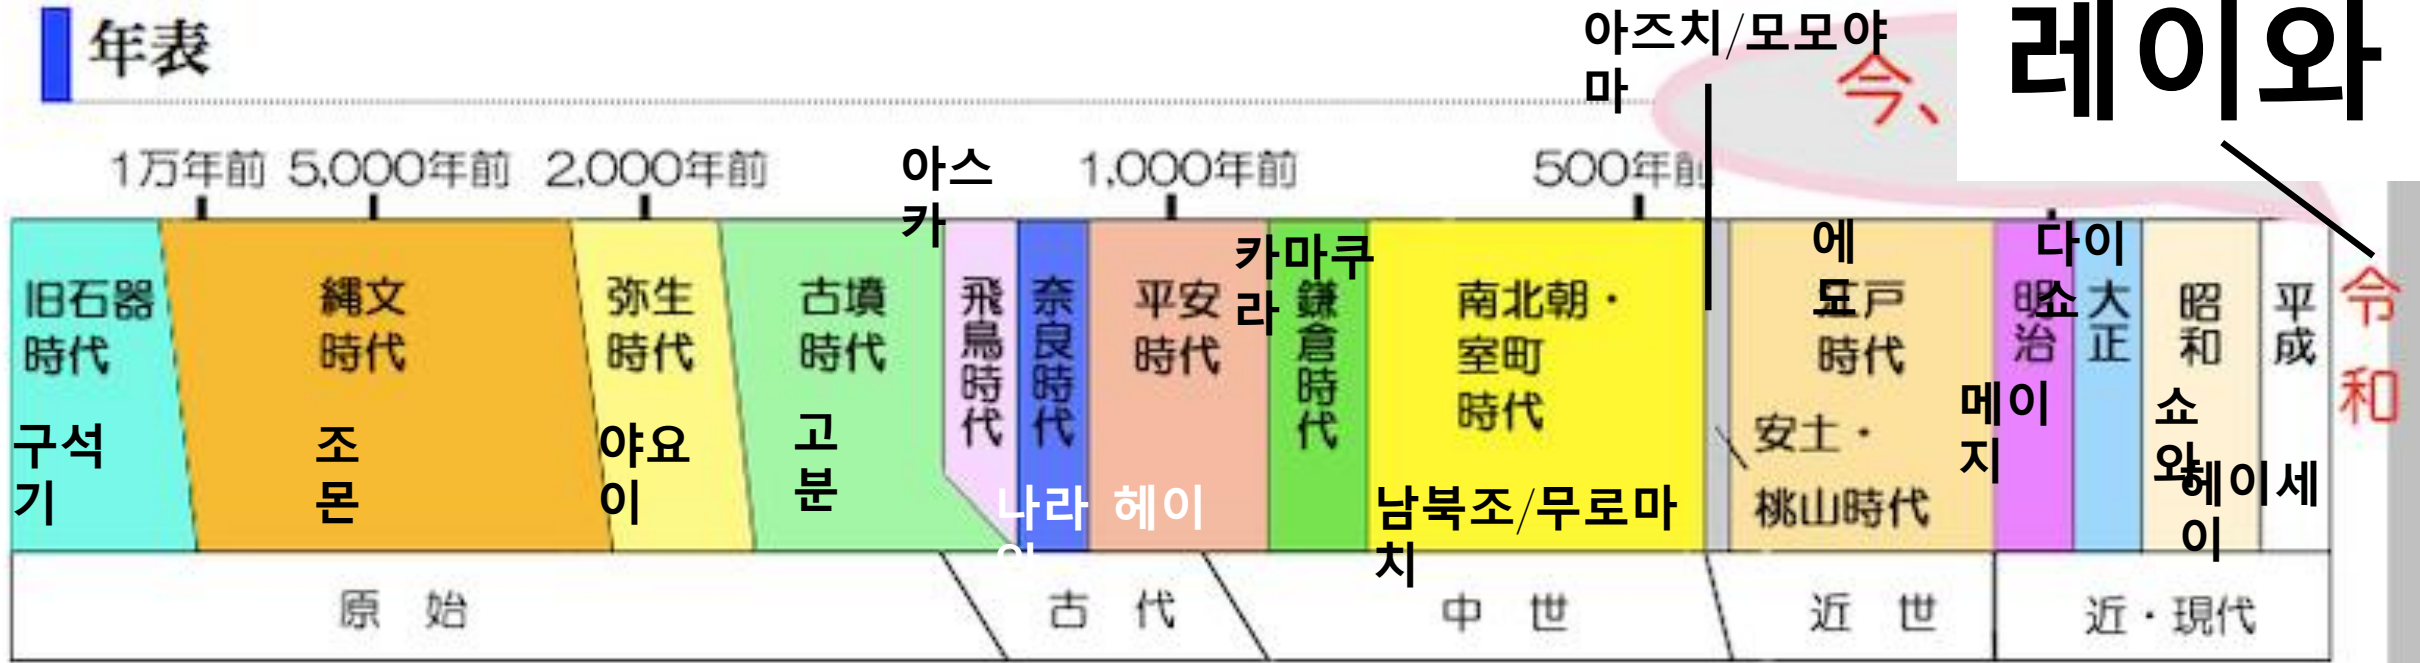 年表
아즈치/모모야
마
今、
레이와
1万年前
5,000年前
2,000年前
아스
카
1,000年前
500年前
旧石器
時代
구석
기
縄文
時代
조
몬
弥生
時代
야요
이
古墳
時代
고
분
飛鳥時代
奈良時代
나라 헤이
안
平安
時代
카마쿠
라
鎌倉時代
南北朝・
室町
時代
남북조/무로마
치
에
도
江戸
時代
安土・
桃山時代
明治
메이
지
다이
쇼
大正
昭和
쇼
와
平成
헤이세
이
令和
原始
古代
中世
近世
近・現代